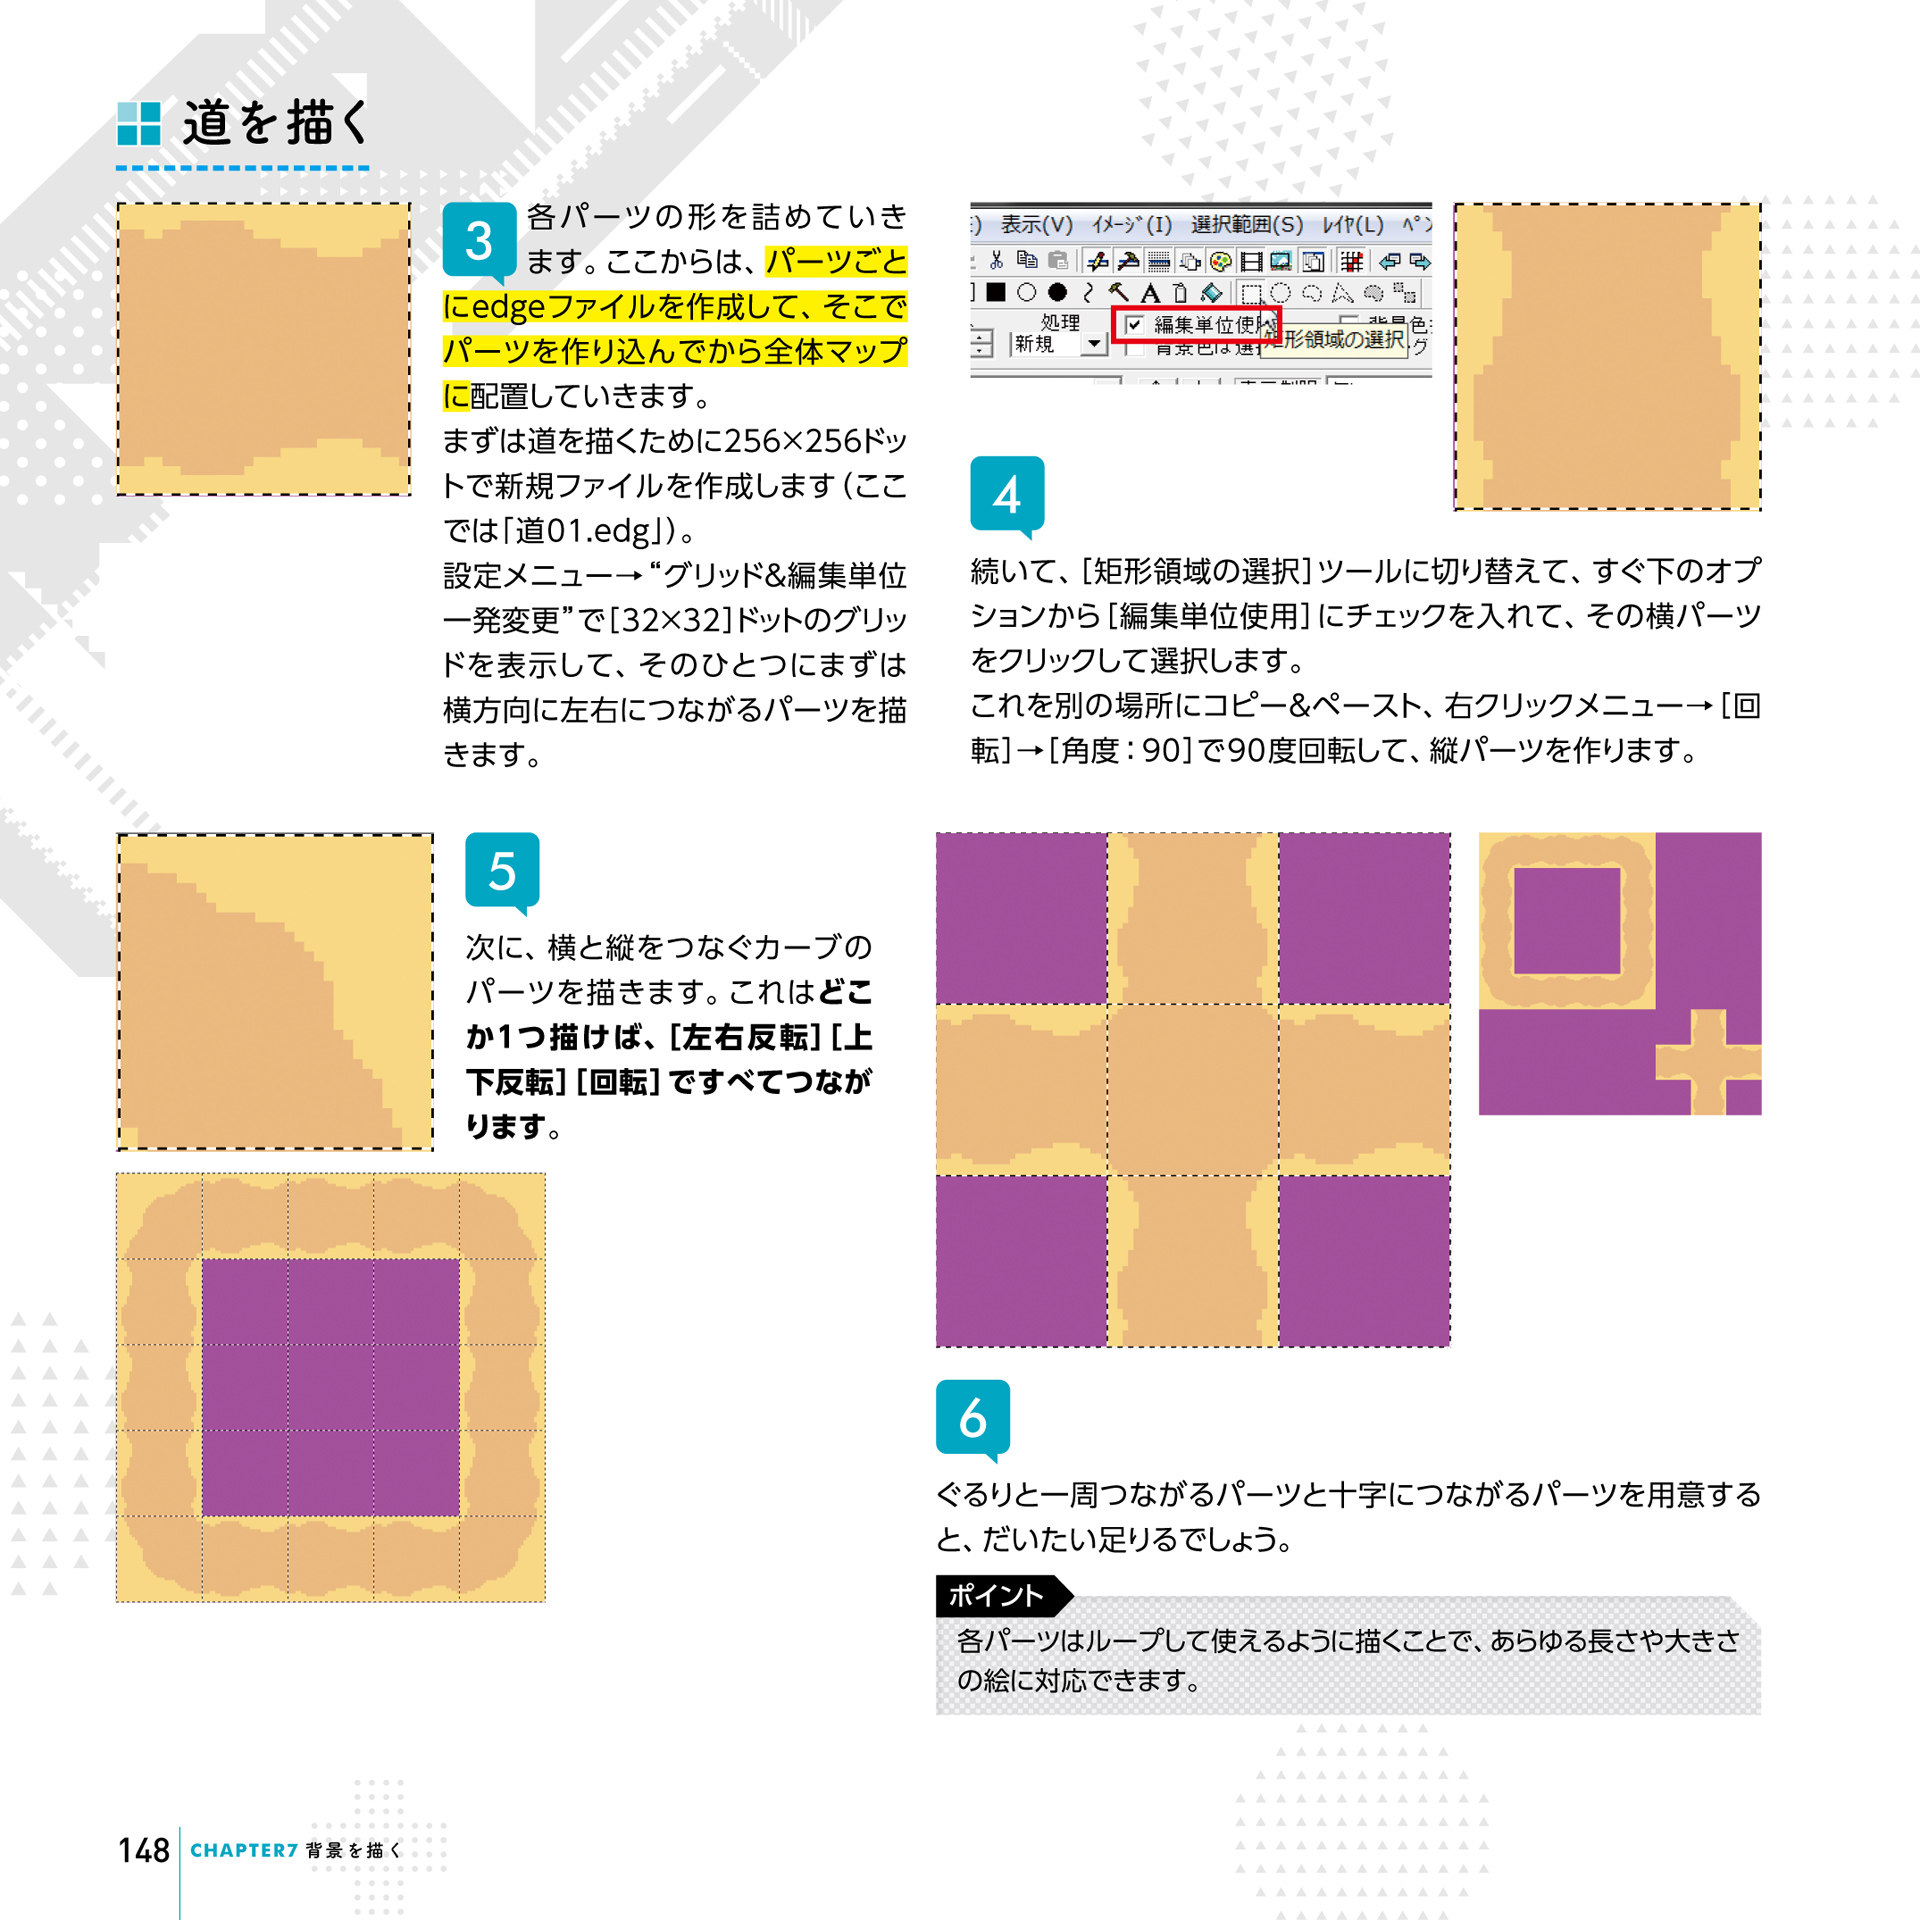 道を描く
3
各パーツの形を詰めていき
ます。ここからは、パーツごと
にedgeファイルを作成して、そこで
パーツを作り込んでから全体マップ
に配置していきます。
まずは道を描くために256×256ドッ
トで新規ファイルを作成します（ここ
では「道01.edg」）。
設定メニュー→“グリッド&編集単位
一発変更”で[32×32]ドットのグリッ
ドを表示して、そのひとつにまずは
横方向に左右につながるパーツを描
きます。
表示(V) イメージ(I) 選択範囲(S) レイヤ(L)
処理
編集単位使
新規
矩形領域の選択
4
続いて、[矩形領域の選択]ツールに切り替えて、すぐ下のオプ
ションから[編集単位使用]にチェックを入れて、その横パーツ
をクリックして選択します。
これを別の場所にコピー&ペースト、右クリックメニュー→[回
転]→[角度：90]で90度回転して、縦パーツを作ります。
5
次に、横と縦をつなぐカーブの
パーツを描きます。これはどこ
か1つ描けば、[左右反転][上
下反転][回転]ですべてつなが
ります。
6
ぐるりと一周つながるパーツと十字につながるパーツを用意する
と、だいたい足りるでしょう。
ポイント
各パーツはループして使えるように描くことで、あらゆる長さや大きさ
の絵に対応できます。
148 CHAPTER7 背景を描く